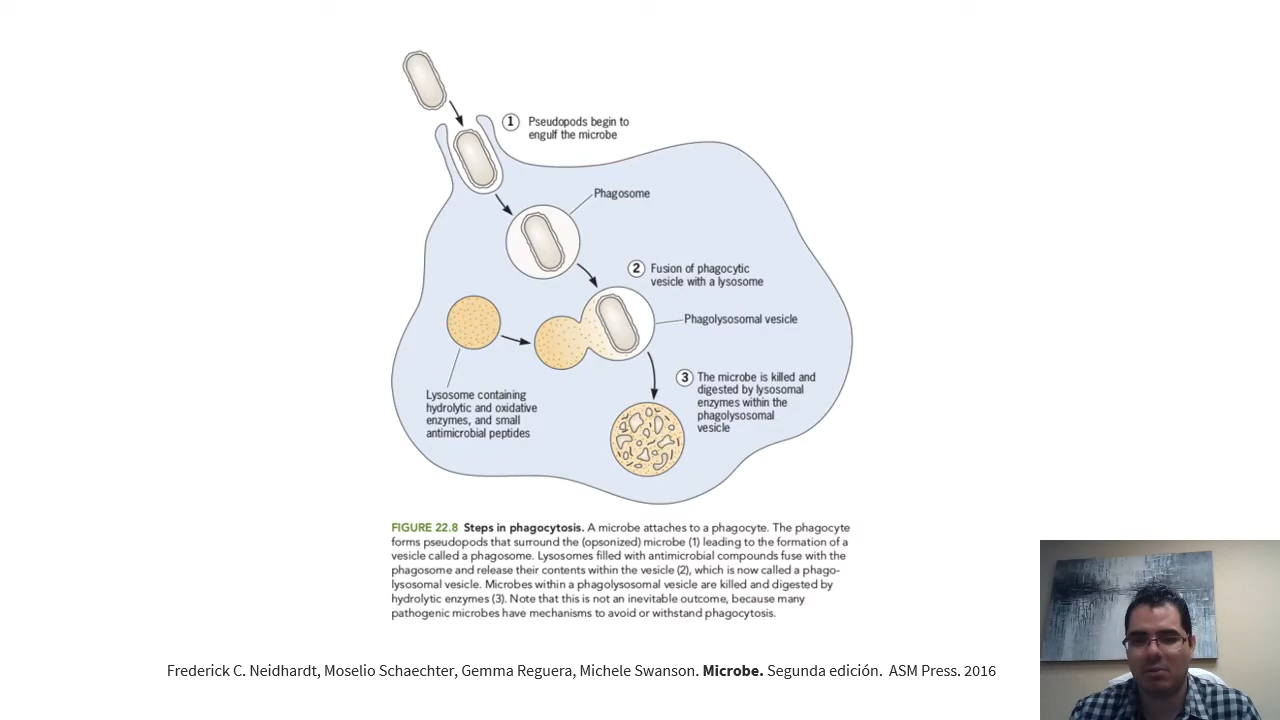 1 Pseudopods begin to
engulf the microbe
Phagosome
2 Fusion of phagocytic
vesicle with a lysosome
Phagolysosomal vesicle
3 The microbe is killed and
digested by lysosomal
enzymes within the
phagolysosomal
vesicle
Lysosome containing
hydrolytic and oxidative
enzymes, and small
antimicrobial peptides
FIGURE 22.8 Steps in phagocytosis. A microbe attaches to a phagocyte. The phagocyte
forms pseudopods that surround the (opsonized) microbe (1) leading to the formation of a
vesicle called a phagosome. Lysosomes filled with antimicrobial compounds fuse with the
phagosome and release their contents within the vesicle (2), which is now called a phago-
lysosomal vesicle. Microbes within a phagolysosomal vesicle are killed and digested by
hydrolytic enzymes (3). Note that this is not an inevitable outcome, because many
pathogenic microbes have mechanisms to avoid or withstand phagocytosis.
Frederick C. Neidhardt, Moselio Schaechter, Gemma Reguera, Michele Swanson. Microbe. Segunda edición. ASM Press. 2016